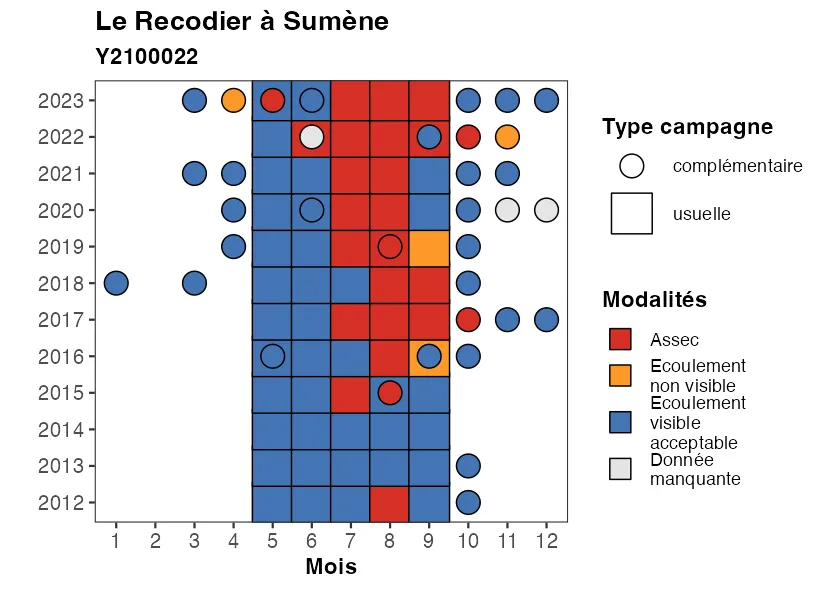 Le Recodier à Sumène
Y2100022
2023
2022
2021
2020
2019
2018
2017
2016
2015
2014
2013
2012
1 2 3 4 5 6 7 8 9 10 11 12
Mois
Type campagne
complémentaire
usuelle
Modalités
Assec
Ecoulement
non visible
Ecoulement
visible
acceptable
Donnée
manquante